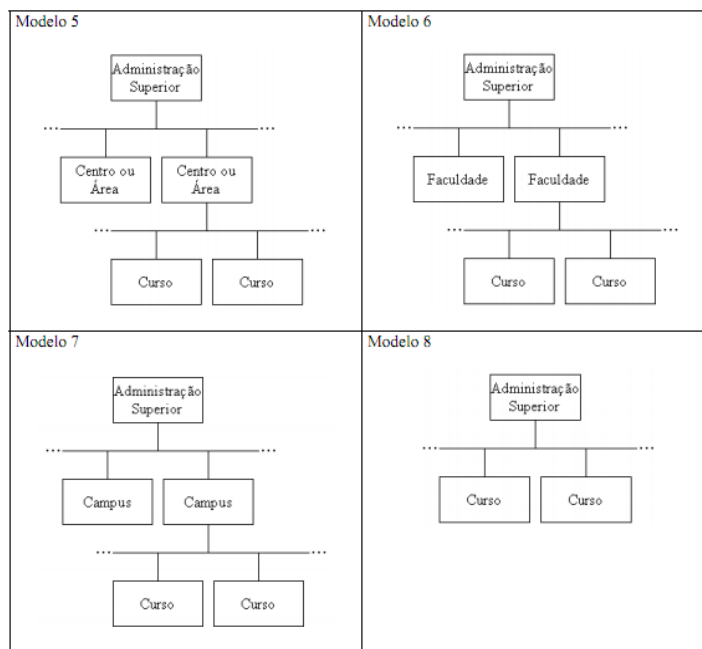 Modelo 5
Administração
Superior
...
...
Centro ou
Área
Centro ou
Área
...
...
Curso
Curso
Modelo 6
Administração
Superior
...
...
Faculdade
Faculdade
...
...
Curso
Curso
Modelo 7
Administração
Superior
...
...
Campus
Campus
...
...
Curso
Curso
Modelo 8
Administração
Superior
...
...
Curso
Curso